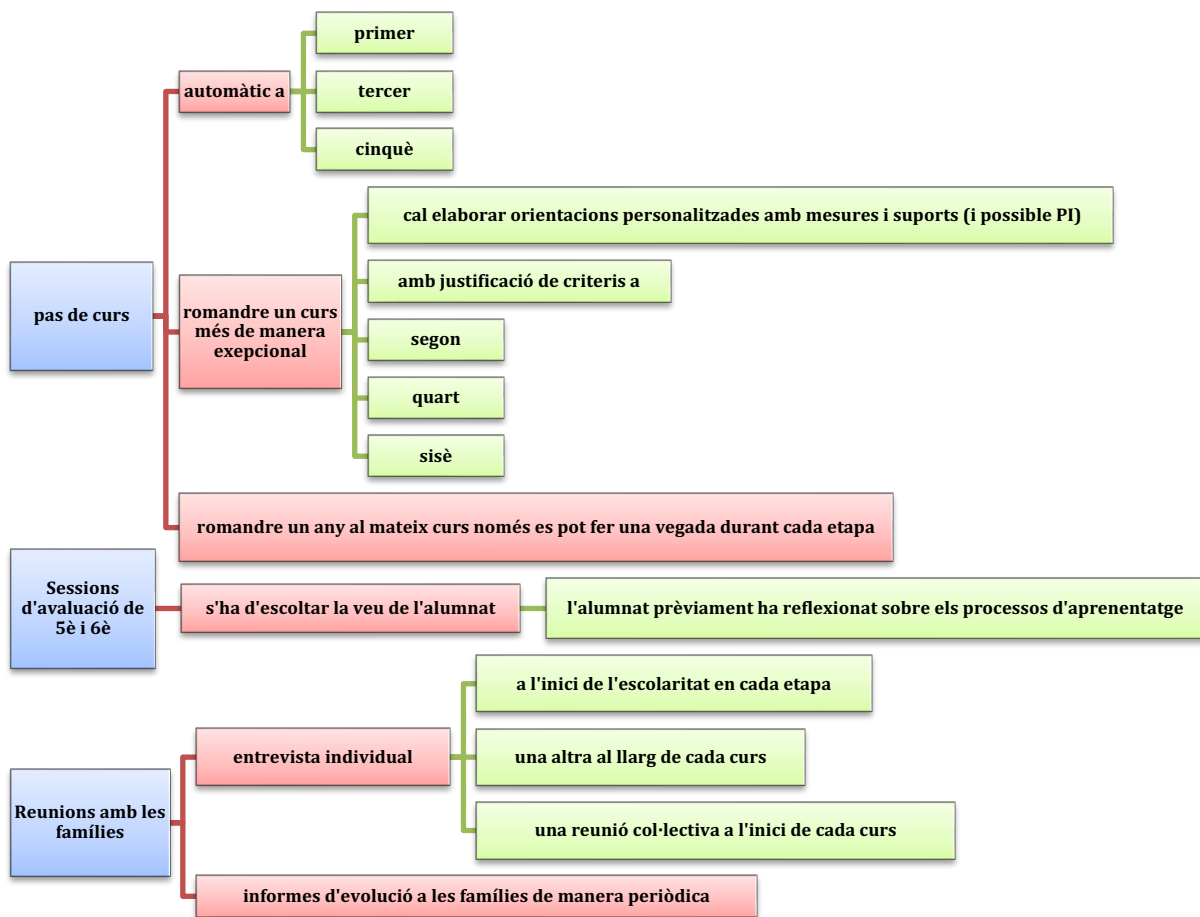 pas de curs
automàtic a
primer
tercer
cinquè
romandre un curs
més de manera
exepcional
cal elaborar orientacions personalitzades amb mesures i suports (i possible PI)
amb justificació de criteris a
segon
quart
sisè
romandre un any al mateix curs només es pot fer una vegada durant cada etapa
Sessions
d'avaluació de
5è i 6è
s'ha d'escoltar la veu de l'alumnat
l'alumnat prèviament ha reflexionat sobre els processos d'aprenentatge
Reunions amb les
famílies
entrevista individual
a l'inici de l'escolaritat en cada etapa
una altra al llarg de cada curs
una reunió col·lectiva a l'inici de cada curs
informes d'evolució a les famílies de manera periòdica